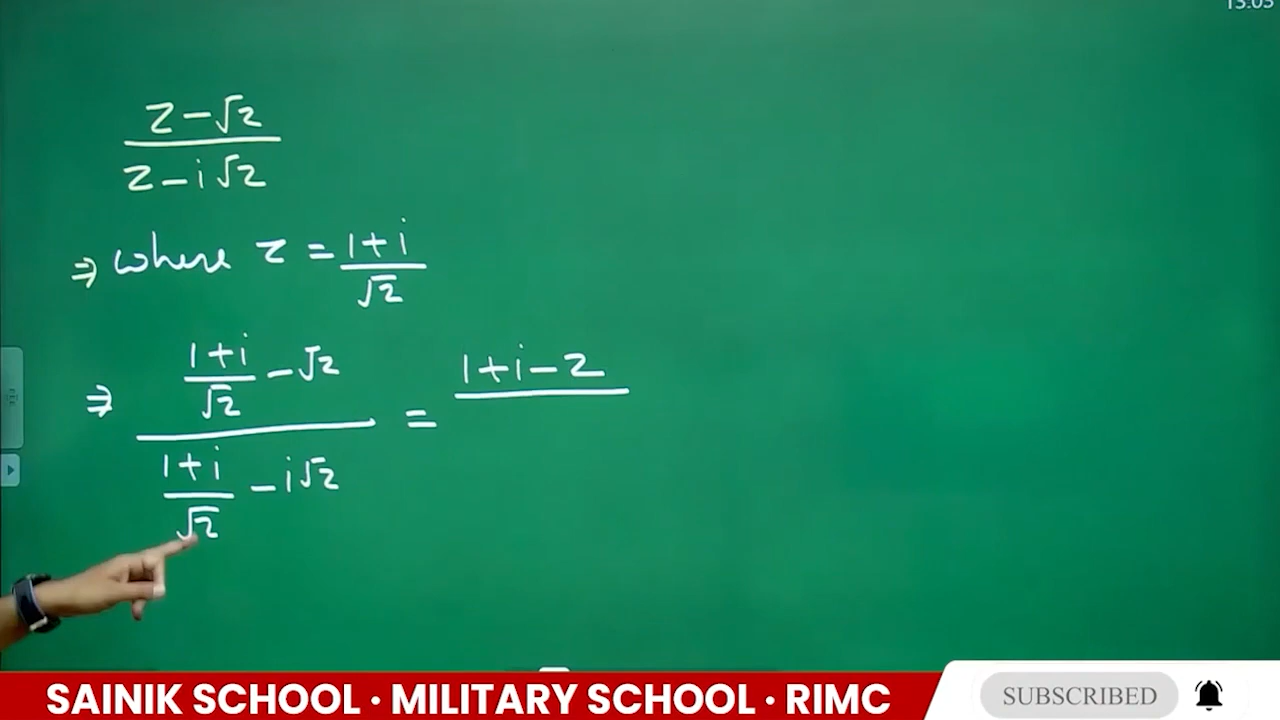 z-√2
z-i√2
⇒ where z = 1+i
√2
⇒ 1+i/√2 -√2 = 1+i-2
1+i/√2 -i√2
SAINIK SCHOOL · MILITARY SCHOOL · RIMC
SUBSCRIBED